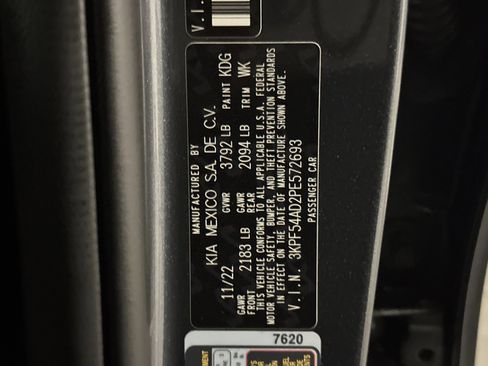 V.I.N.
MANUFACTURED BY
KIA MEXICO S.A. DE C.V.
11/22 GVWR 3792 LB PAINT KDG
GAWR FRONT 2183 LB GAWR REAR 2094 LB TRIM WK
THIS VEHICLE CONFORMS TO ALL APPLICABLE U.S.A. FEDERAL
MOTOR VEHICLE SAFETY, BUMPER, AND THEFT PREVENTION STANDARDS
IN EFFECT ON THE DATE OF MANUFACTURE SHOWN ABOVE.
V.I.N. 3KPF54AD2PE572693
PASSENGER CAR
7620